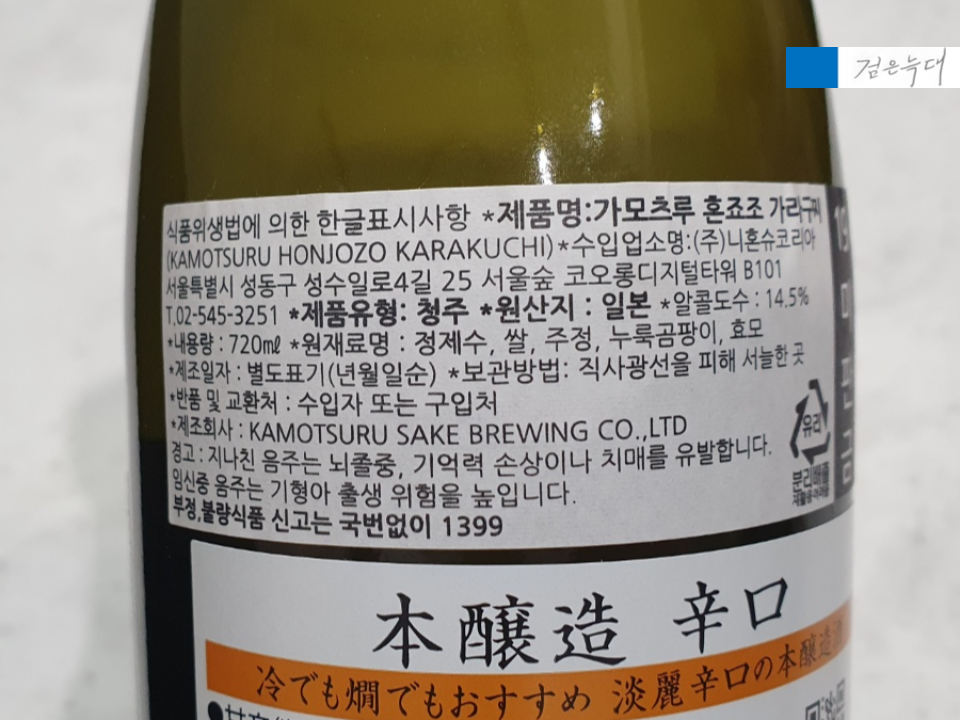 검은늑대
식품위생법에 의한 한글표시사항 *제품명:가모츠루 혼죠조 가라구찌
(KAMOTSURU HONJOZO KARAKUCHI)*수입업소명:(주)니혼슈코리아
서울특별시 성동구 성수일로4길 25 서울숲 코오롱디지털타워 B101
T.02-545-3251 *제품유형: 청주 *원산지 : 일본 *알콜도수 : 14.5%
*내용량 : 720㎖ *원재료명 : 정제수, 쌀, 주정, 누룩곰팡이, 효모
*제조일자 : 별도표기(년월일순) *보관방법: 직사광선을 피해 서늘한 곳
*반품 및 교환처 : 수입자 또는 구입처
*제조회사 : KAMOTSURU SAKE BREWING CO.,LTD
경고 : 지나친 음주는 뇌졸중, 기억력 손상이나 치매를 유발합니다.
임신중 음주는 기형아 출생 위험을 높입니다.
부정,불량식품 신고는 국번없이 1399
유리
분리배출
19
미
판
금
本醸造 辛口
冷でも燗でもおすすめ 淡麗辛口の本醸造酒